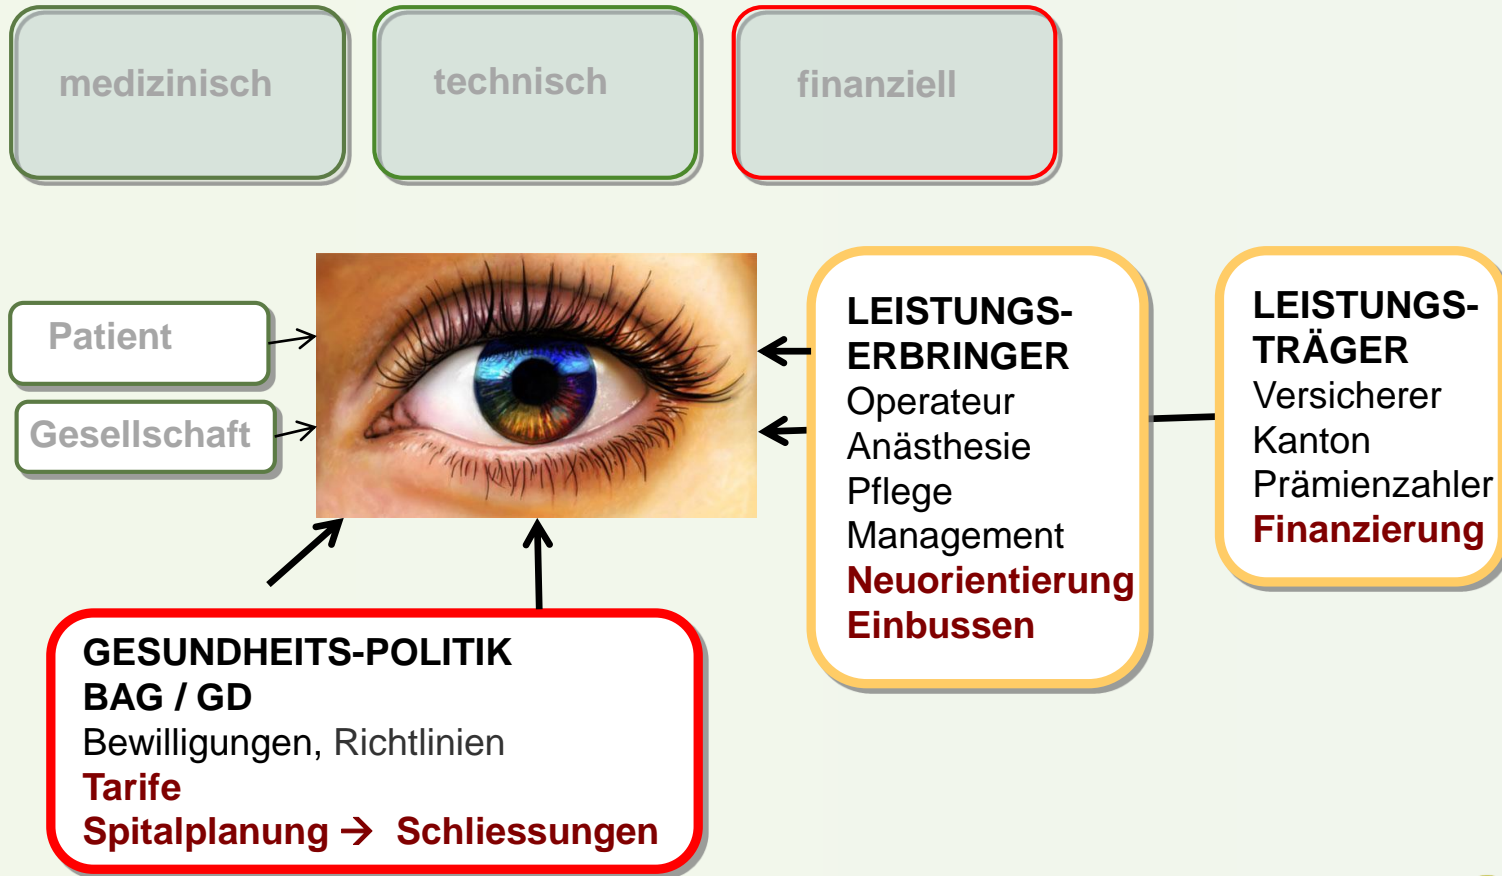 medizinisch
technisch
finanziell
Patient
Gesellschaft
LEISTUNGS-
ERBRINGER
Operateur
Anästhesie
Pflege
Management
Neuorientierung
Einbussen
LEISTUNGS-
TRÄGER
Versicherer
Kanton
Prämienzahler
Finanzierung
GESUNDHEITS-POLITIK
BAG / GD
Bewilligungen, Richtlinien
Tarife
Spitalplanung → Schliessungen